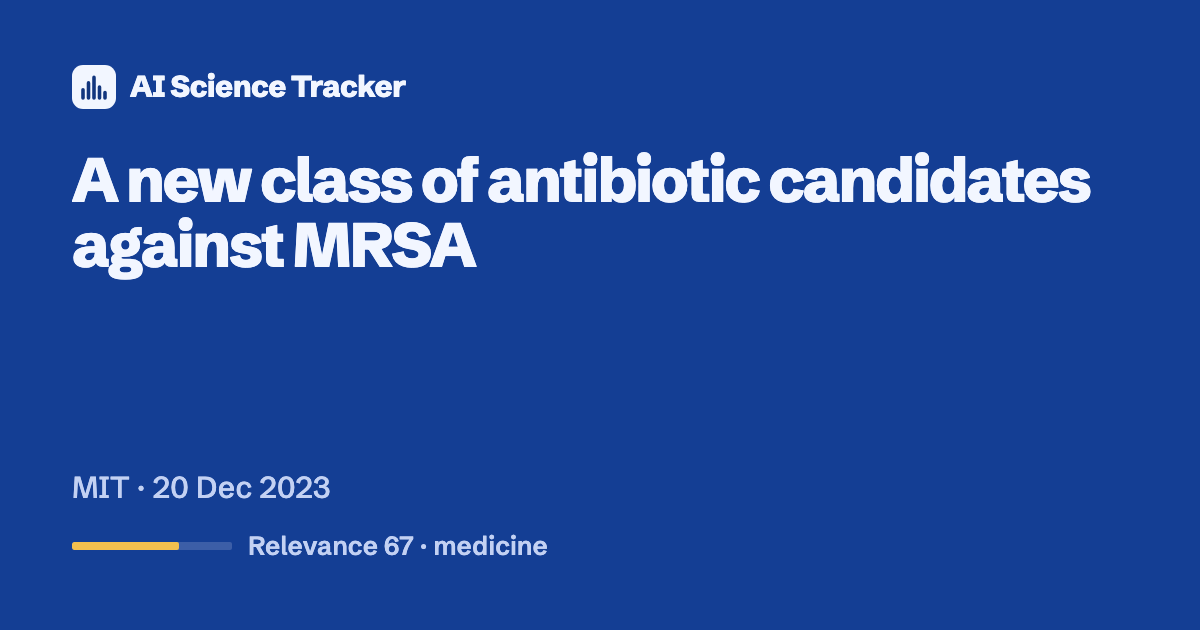 AI Science Tracker
A new class of antibiotic candidates
against MRSA
MIT · 20 Dec 2023
Relevance 67 · medicine